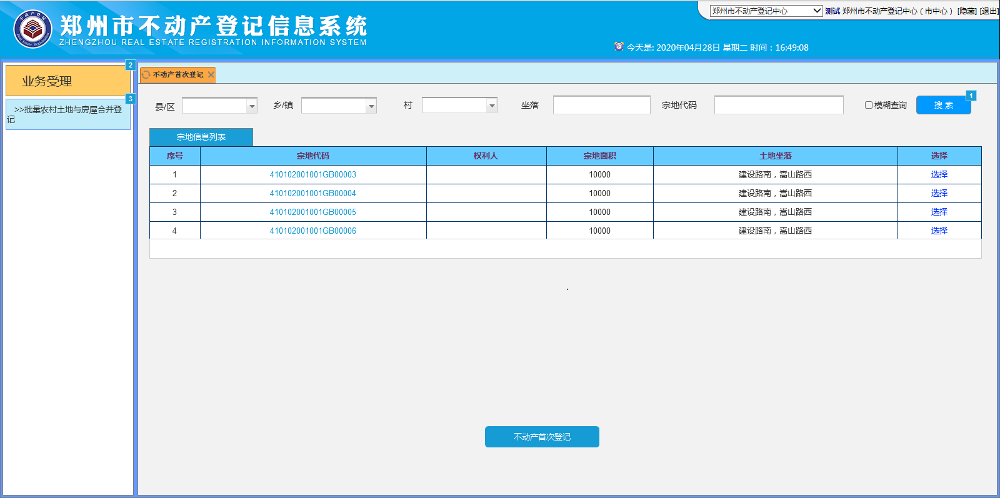 郑州市不动产登记中心 测试 郑州市不动产登记中心（市中心） [隐藏] [退出]
郑州市不动产登记信息系统
ZHENGZHOU REAL ESTATE REGISTRATION INFORMATION SYSTEM
今天是: 2020年04月28日 星期二 时间：16:49:08
2
业务受理
3
>>批量农村土地与房屋合并登
记
不动产首次登记
县/区 乡/镇 村 坐落 宗地代码 模糊查询 搜 索 1
宗地信息列表
序号 宗地代码 权利人 宗地面积 土地坐落 选择
1 410102001001GB00003 10000 建设路南，嵩山路西 选择
2 410102001001GB00004 10000 建设路南，嵩山路西 选择
3 410102001001GB00005 10000 建设路南，嵩山路西 选择
4 410102001001GB00006 10000 建设路南，嵩山路西 选择
不动产首次登记